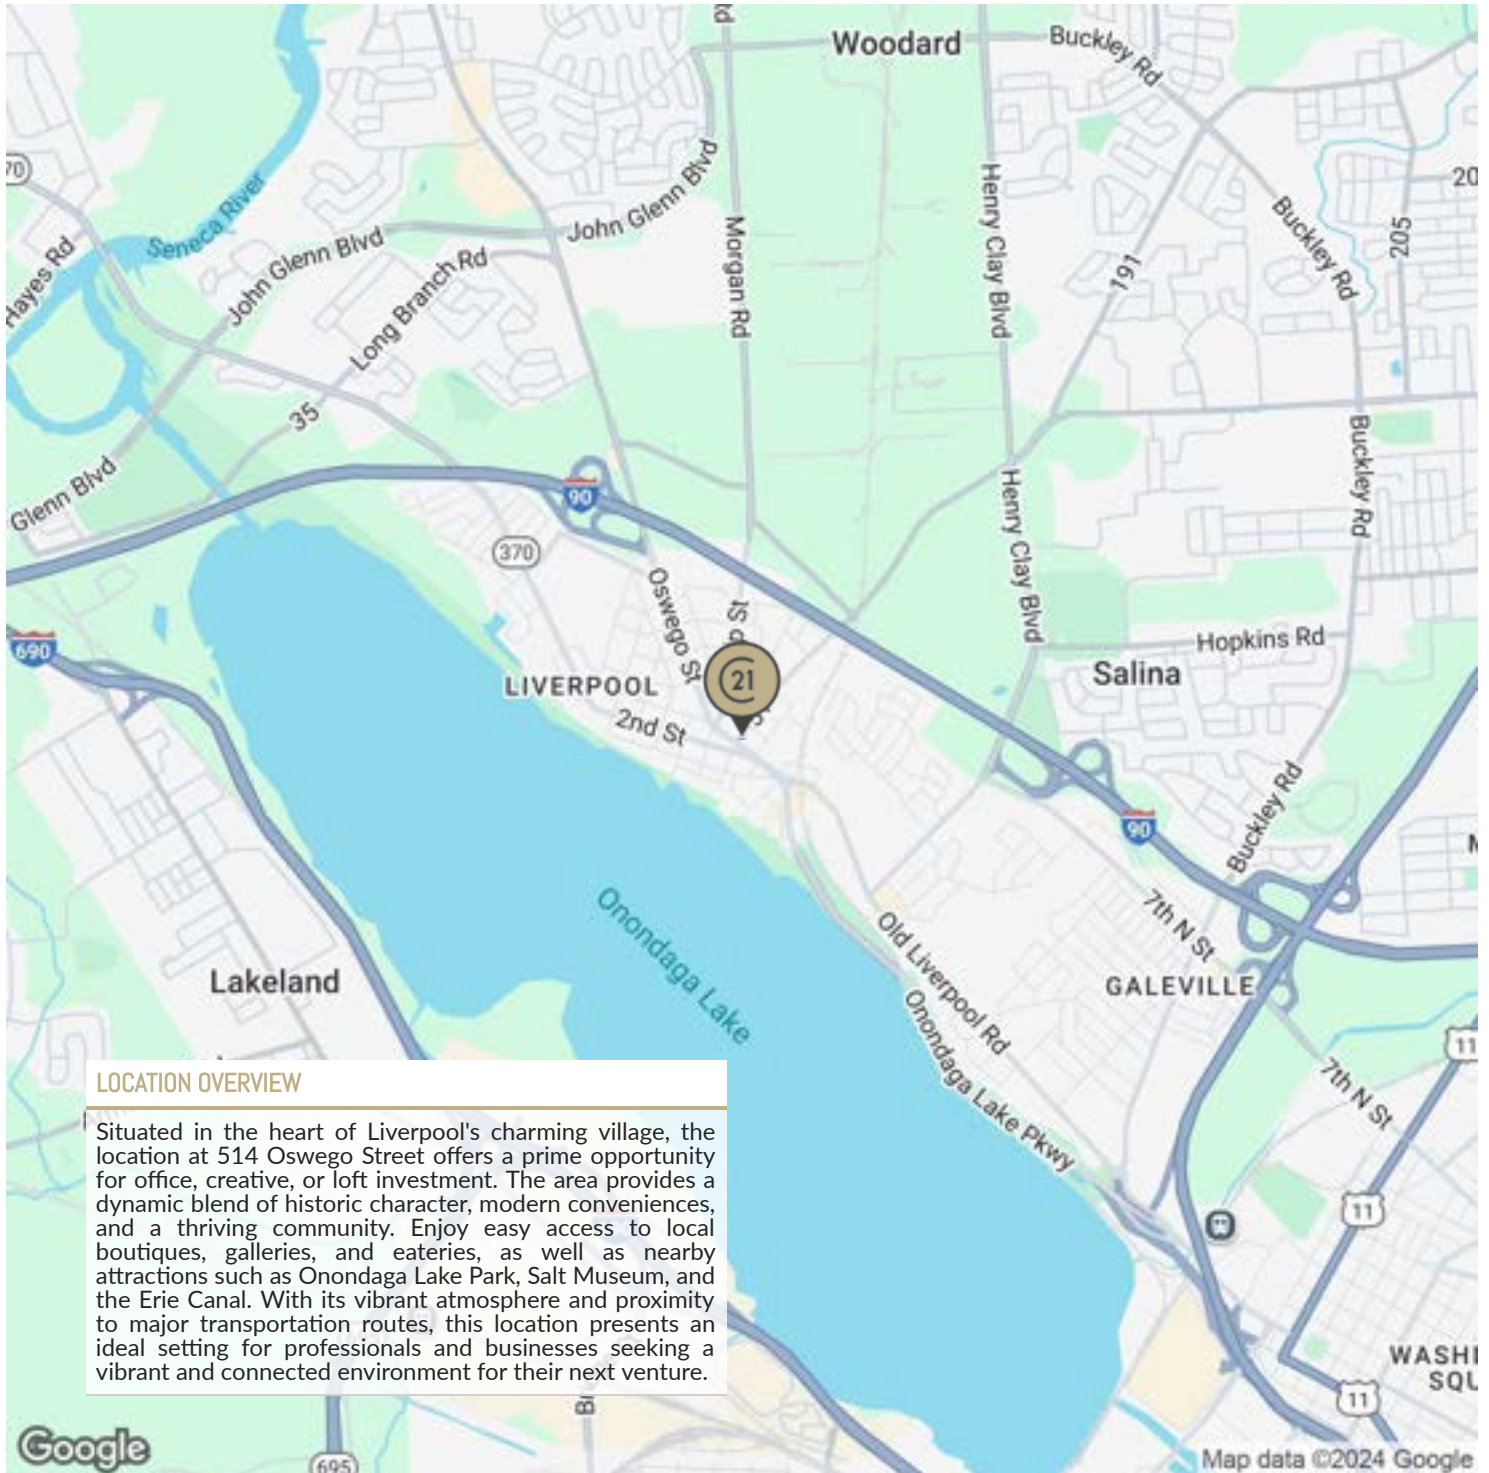 Woodard
Buckley Rd
Seneca River
Hayes Rd
John Glenn Blvd
John Glenn Blvd
Long Branch Rd
Morgan Rd
Henry Clay Blvd
191
Buckley Rd
205
20
35
Glenn Blvd
90
370
Henry Clay Blvd
Buckley Rd
Oswego St
St
Hopkins Rd
690
LIVERPOOL
21
Salina
2nd St
90
Buckley Rd
Onondaga Lake
Old Liverpool Rd
7th N St
Lakeland
GALEVILLE
Onondaga Lake Pkwy
11
7th N St
LOCATION OVERVIEW
Situated in the heart of Liverpool's charming village, the
location at 514 Oswego Street offers a prime opportunity
for office, creative, or loft investment. The area provides a
dynamic blend of historic character, modern conveniences,
and a thriving community. Enjoy easy access to local
boutiques, galleries, and eateries, as well as nearby
attractions such as Onondaga Lake Park, Salt Museum, and
the Erie Canal. With its vibrant atmosphere and proximity
to major transportation routes, this location presents an
ideal setting for professionals and businesses seeking a
vibrant and connected environment for their next venture.
11
WASHI
SQU
11
695
Google
Map data ©2024 Google